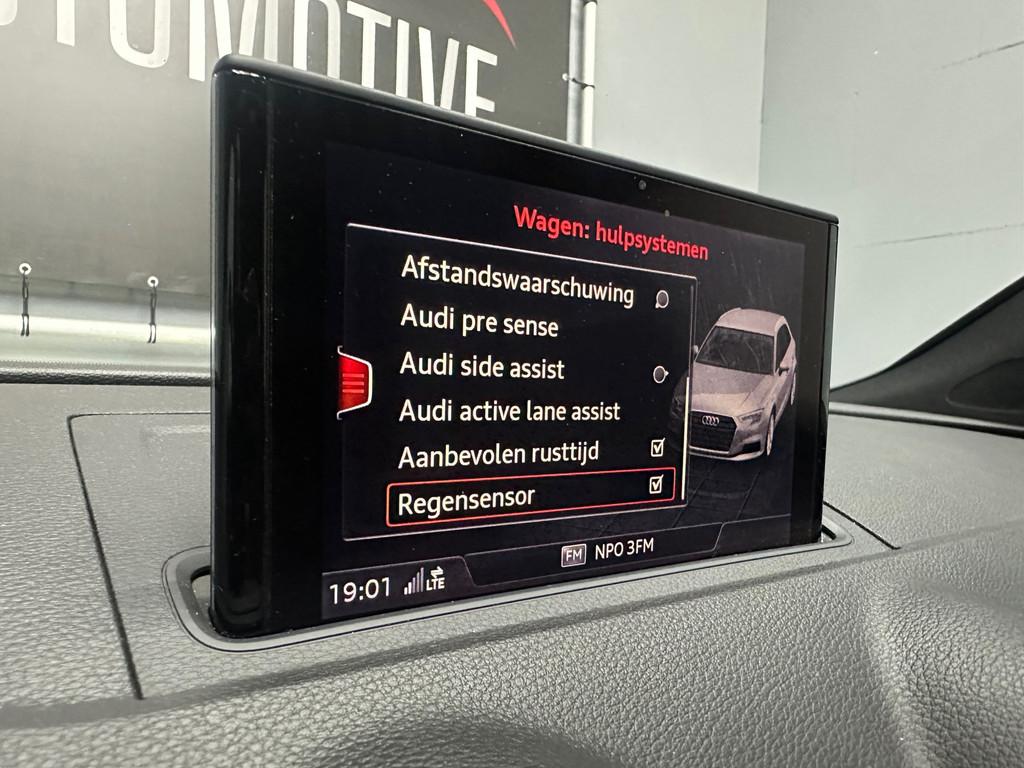 TOMOTIVE
Wagen: hulpsystemen
Afstandswaarschuwing
Audi pre sense
Audi side assist
Audi active lane assist
Aanbevolen rusttijd
Regensensor
FM NPO 3FM
19:01 LTE